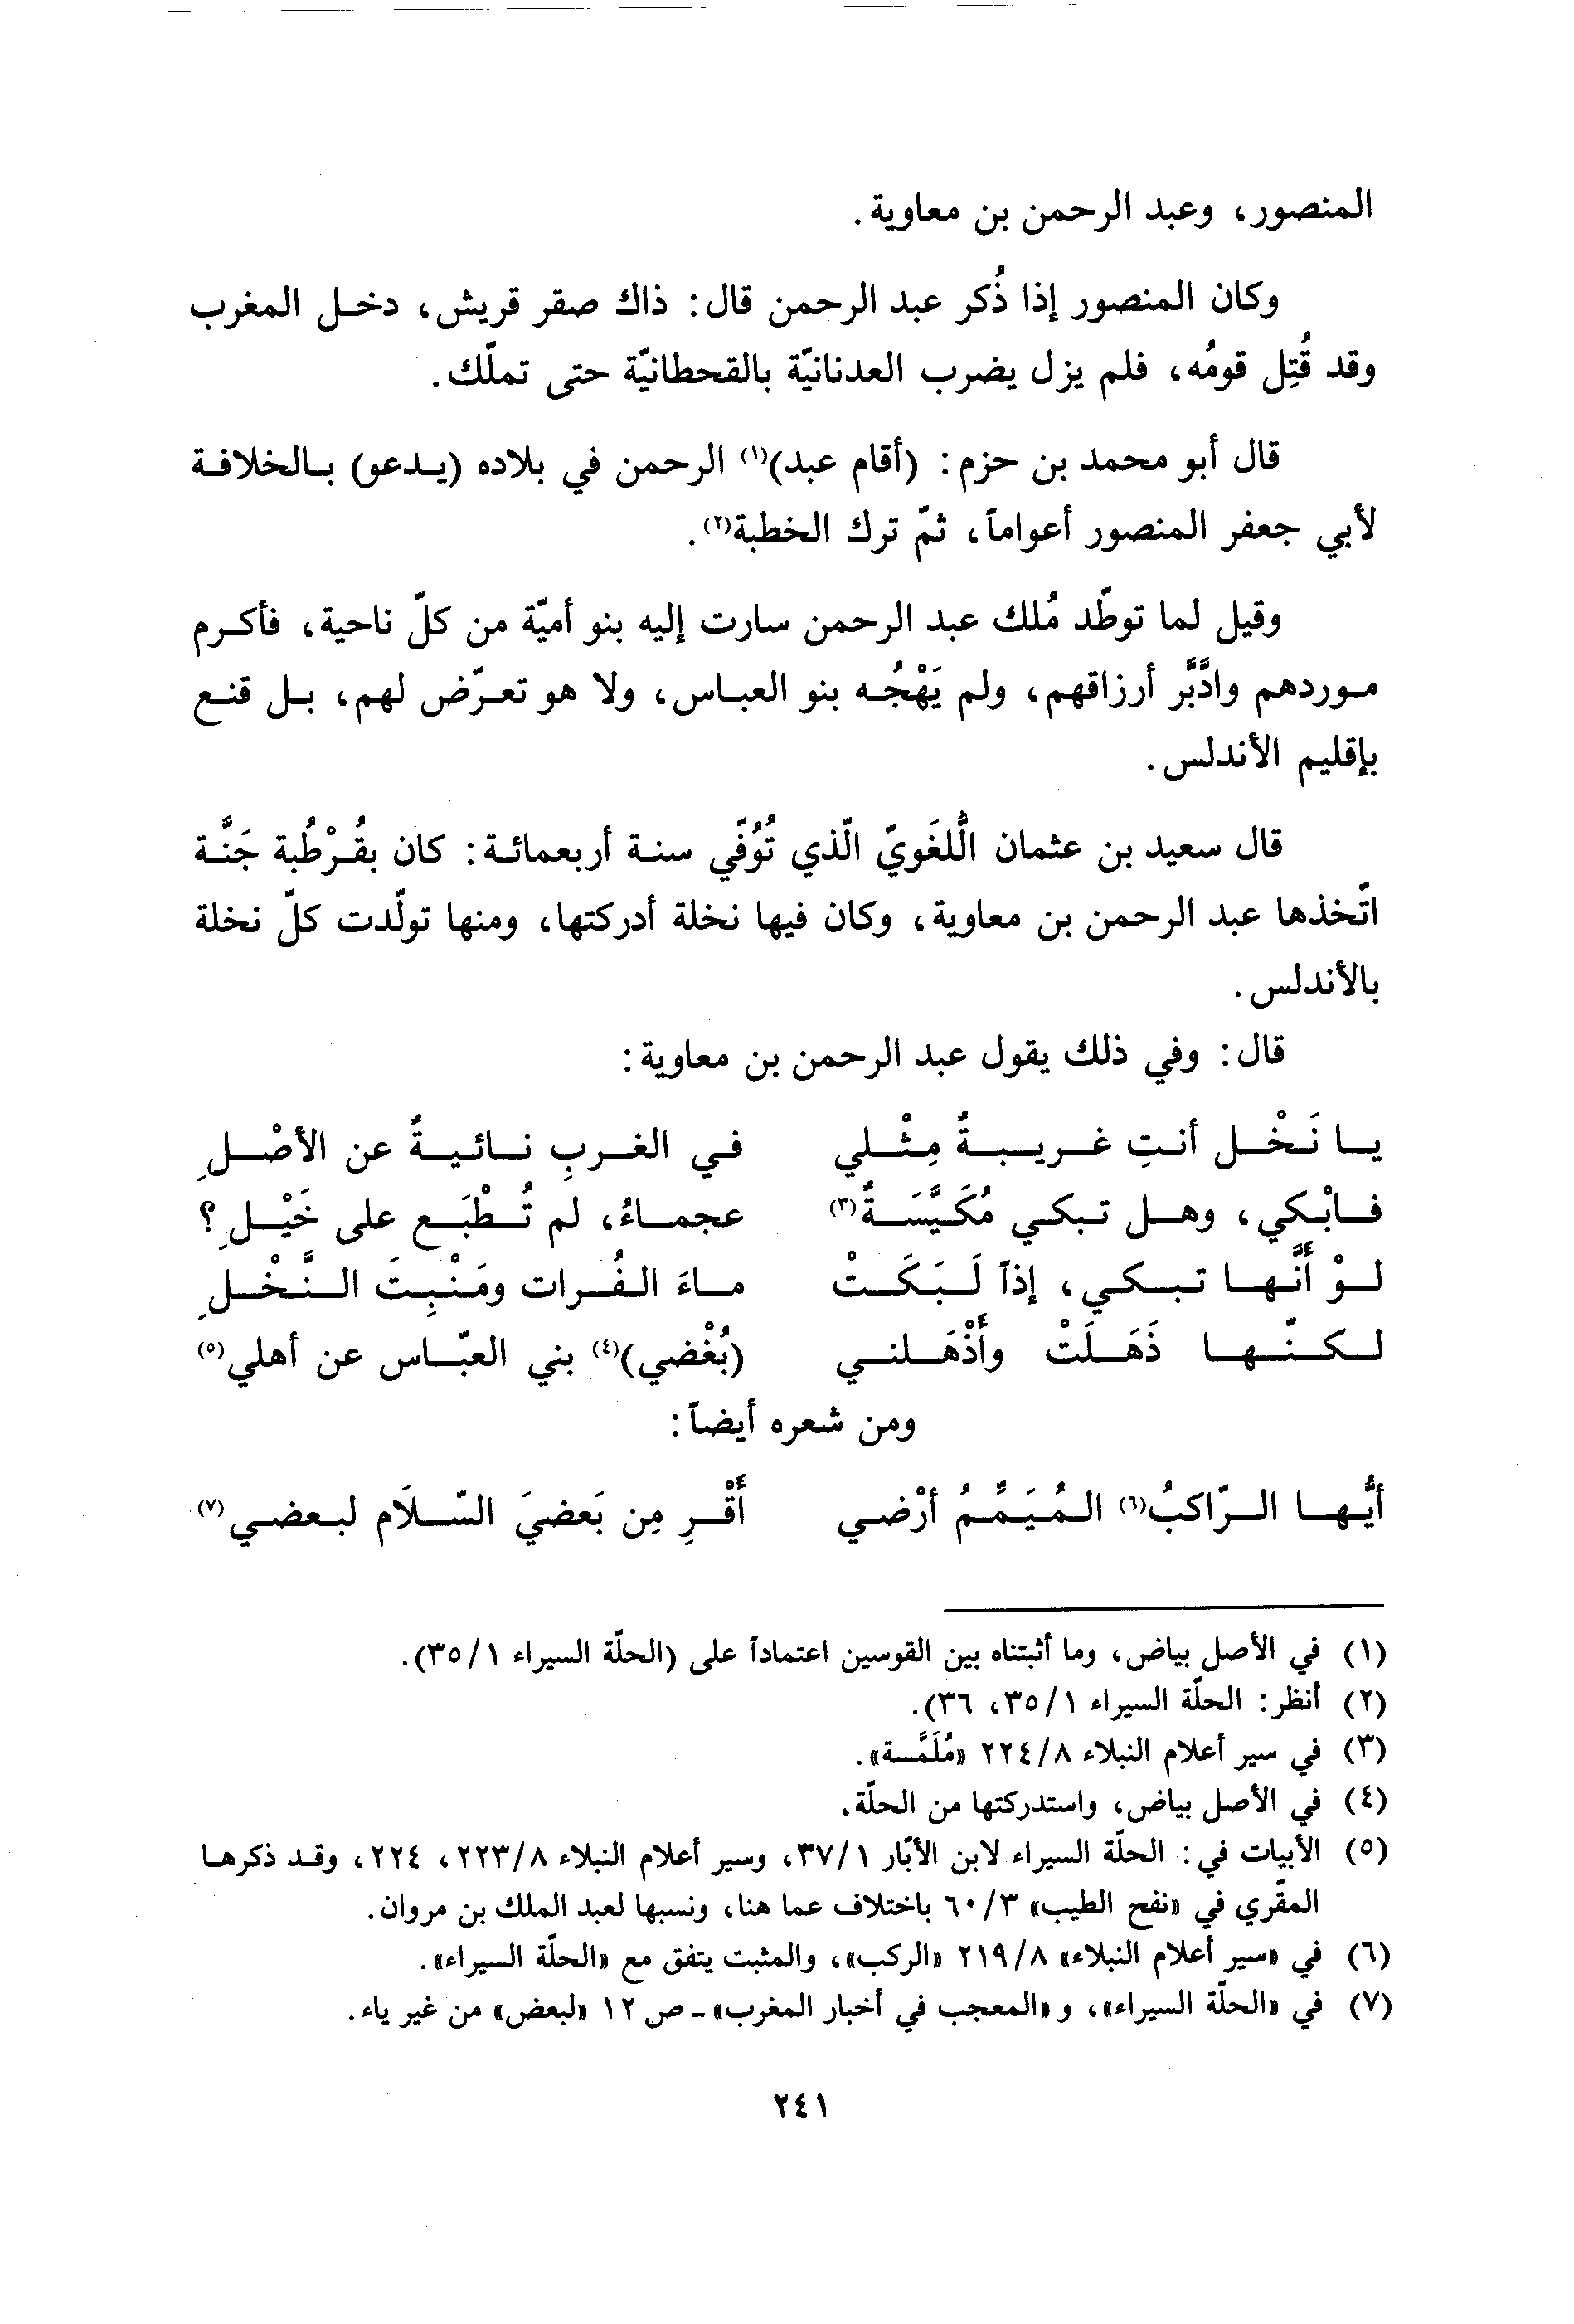 المنصور، وعبد الرحمن بن معاوية.
وكان المنصور إذا ذُكر عبد الرحمن قال: ذاك صقر قريش، دخل المغرب
وقد قُتِل قومُه، فلم يزل يضرب العدنانيّة بالقحطانيّة حتى تملّك.
قال أبو محمد بن حزم: (أقام عبد)(١) الرحمن في بلاده (يدعو) بالخلافة
لأبي جعفر المنصور أعواماً، ثمّ ترك الخطبة(٢).
وقيل لما توطّد مُلك عبد الرحمن سارت إليه بنو أميّة من كلّ ناحية، فأكرم
موردهم وادَّبَّر أرزاقهم، ولم يَهْجُه بنو العباس، ولا هو تعرّض لهم، بل قنع
بإقليم الأندلس.
قال سعيد بن عثمان الُّلغَويّ الّذي تُوُفّي سنة أربعمائة: كان بقُرْطُبة جَنَّة
اتّخذها عبد الرحمن بن معاوية، وكان فيها نخلة أدركتها، ومنها تولّدت كلّ نخلة
بالأندلس.
قال: وفي ذلك يقول عبد الرحمن بن معاوية:
يا نَخْل أنتِ غريبةٌ مِثْلي في الغربِ نائيةٌ عن الأصْلِ
فابْكي، وهل تبكي مُكَيَّسَةٌ(٣) عجماءُ، لم تُطْبَع على خَيْلِ؟
لوْ أَنَّها تبكي، إذاً لَبَكَتْ ماءَ الفُرات ومَنْبِتَ النَّخْلِ
لكنّها ذَهَلَتْ وأَذْهَلني (بُغْضي)(٤) بني العبّاس عن أهلي(٥)
ومن شعره أيضاً:
أيُّها الرّاكبُ(٦) المُيَمِّمُ أرْضي أَقْرِ مِن بَعضيَ السّلَام لبعضي(٧)
(١) في الأصل بياض، وما أثبتناه بين القوسين اعتماداً على (الحلّة السيراء ٣٥/١).
(٢) أنظر: الحلّة السيراء ٣٥/١، ٣٦).
(٣) في سير أعلام النبلاء ٢٢٤/٨ «مُلَمَّسة».
(٤) في الأصل بياض، واستدركتها من الحلّة.
(٥) الأبيات في: الحلّة السيراء لابن الأبّار ٣٧/١، وسير أعلام النبلاء ٢٢٣/٨، ٢٢٤، وقد ذكرها
المقّري في «نفح الطيب» ٦٠/٣ باختلاف عما هنا، ونسبها لعبد الملك بن مروان.
(٦) في «سير أعلام النبلاء» ٢١٩/٨ «الركب»، والمثبت يتفق مع «الحلّة السيراء».
(٧) في «الحلّة السيراء»، و«المعجب في أخبار المغرب» - ص ١٢ «لبعض» من غير ياء.
٢٤١